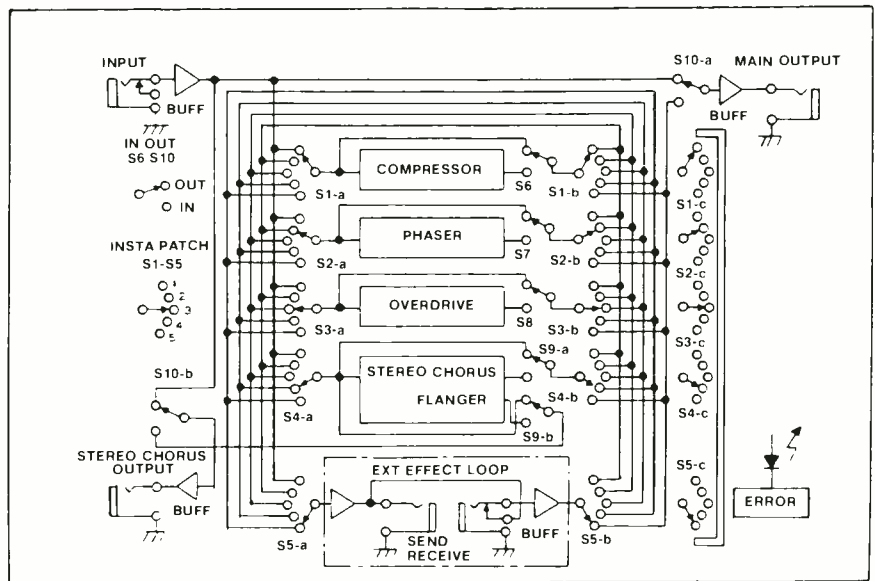 INPUT
BUFF
S10-a
MAIN OUTPUT
BUFF
IN OUT
S6 S10
OUT
IN
INSTA PATCH
S1-S5
1
2
3
4
5
COMPRESSOR
S1-a
S6
S1-b
S1-c
PHASER
S2-a
S7
S2-b
S2-c
OVERDRIVE
S3-a
S8
S3-b
S3-c
S9-a
STEREO CHORUS
FLANGER
S4-a
S4-b
S4-c
S9-b
S10-b
STEREO CHORUS
OUTPUT
BUFF
EXT EFFECT LOOP
S5-a
SEND
RECEIVE
BUFF
S5-b
S5-c
ERROR